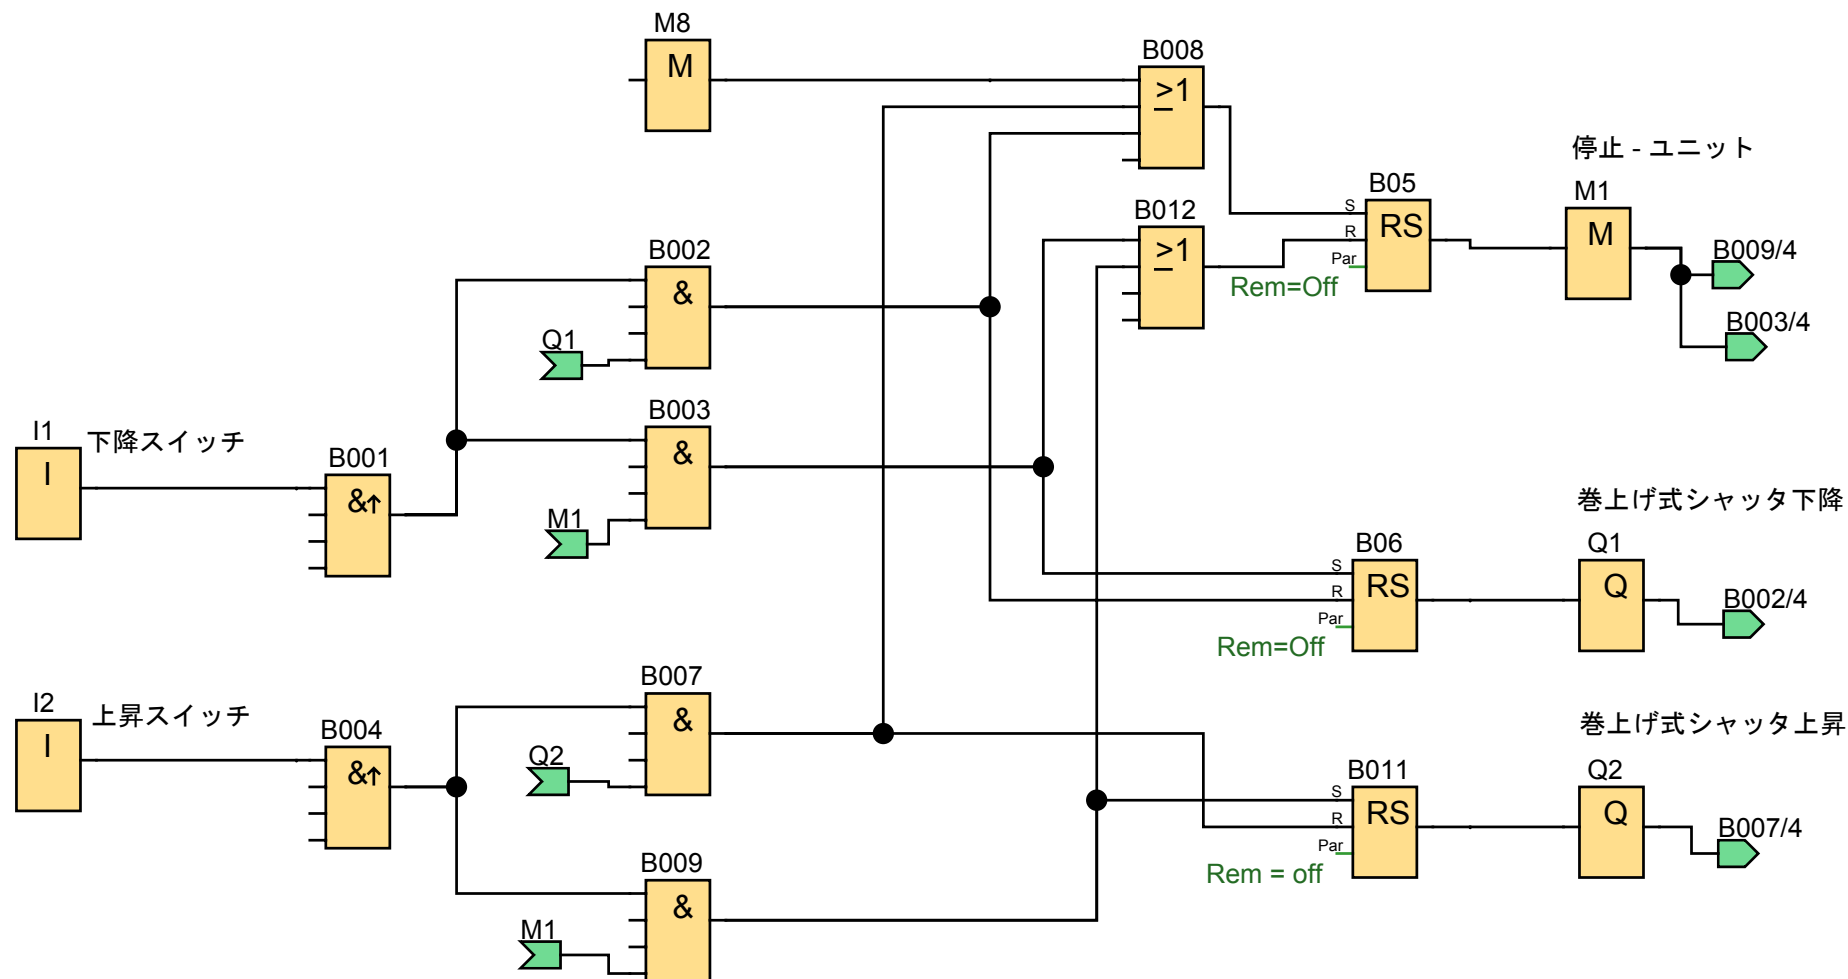 M8
M
B008
>1
停止 - ユニット
B05
M1
S
RS
R
M
Par
Rem=Off
B009/4
B003/4
B012
>1
B002
&
Q1
B003
&
M1
I1
下降スイッチ
I
B001
&↑
巻上げ式シャッタ下降
B06
Q1
S
RS
R
Q
Par
Rem=Off
B002/4
B007
&
Q2
I2
上昇スイッチ
I
B004
&↑
巻上げ式シャッタ上昇
B011
Q2
S
RS
R
Q
Par
Rem = off
B007/4
B009
&
M1